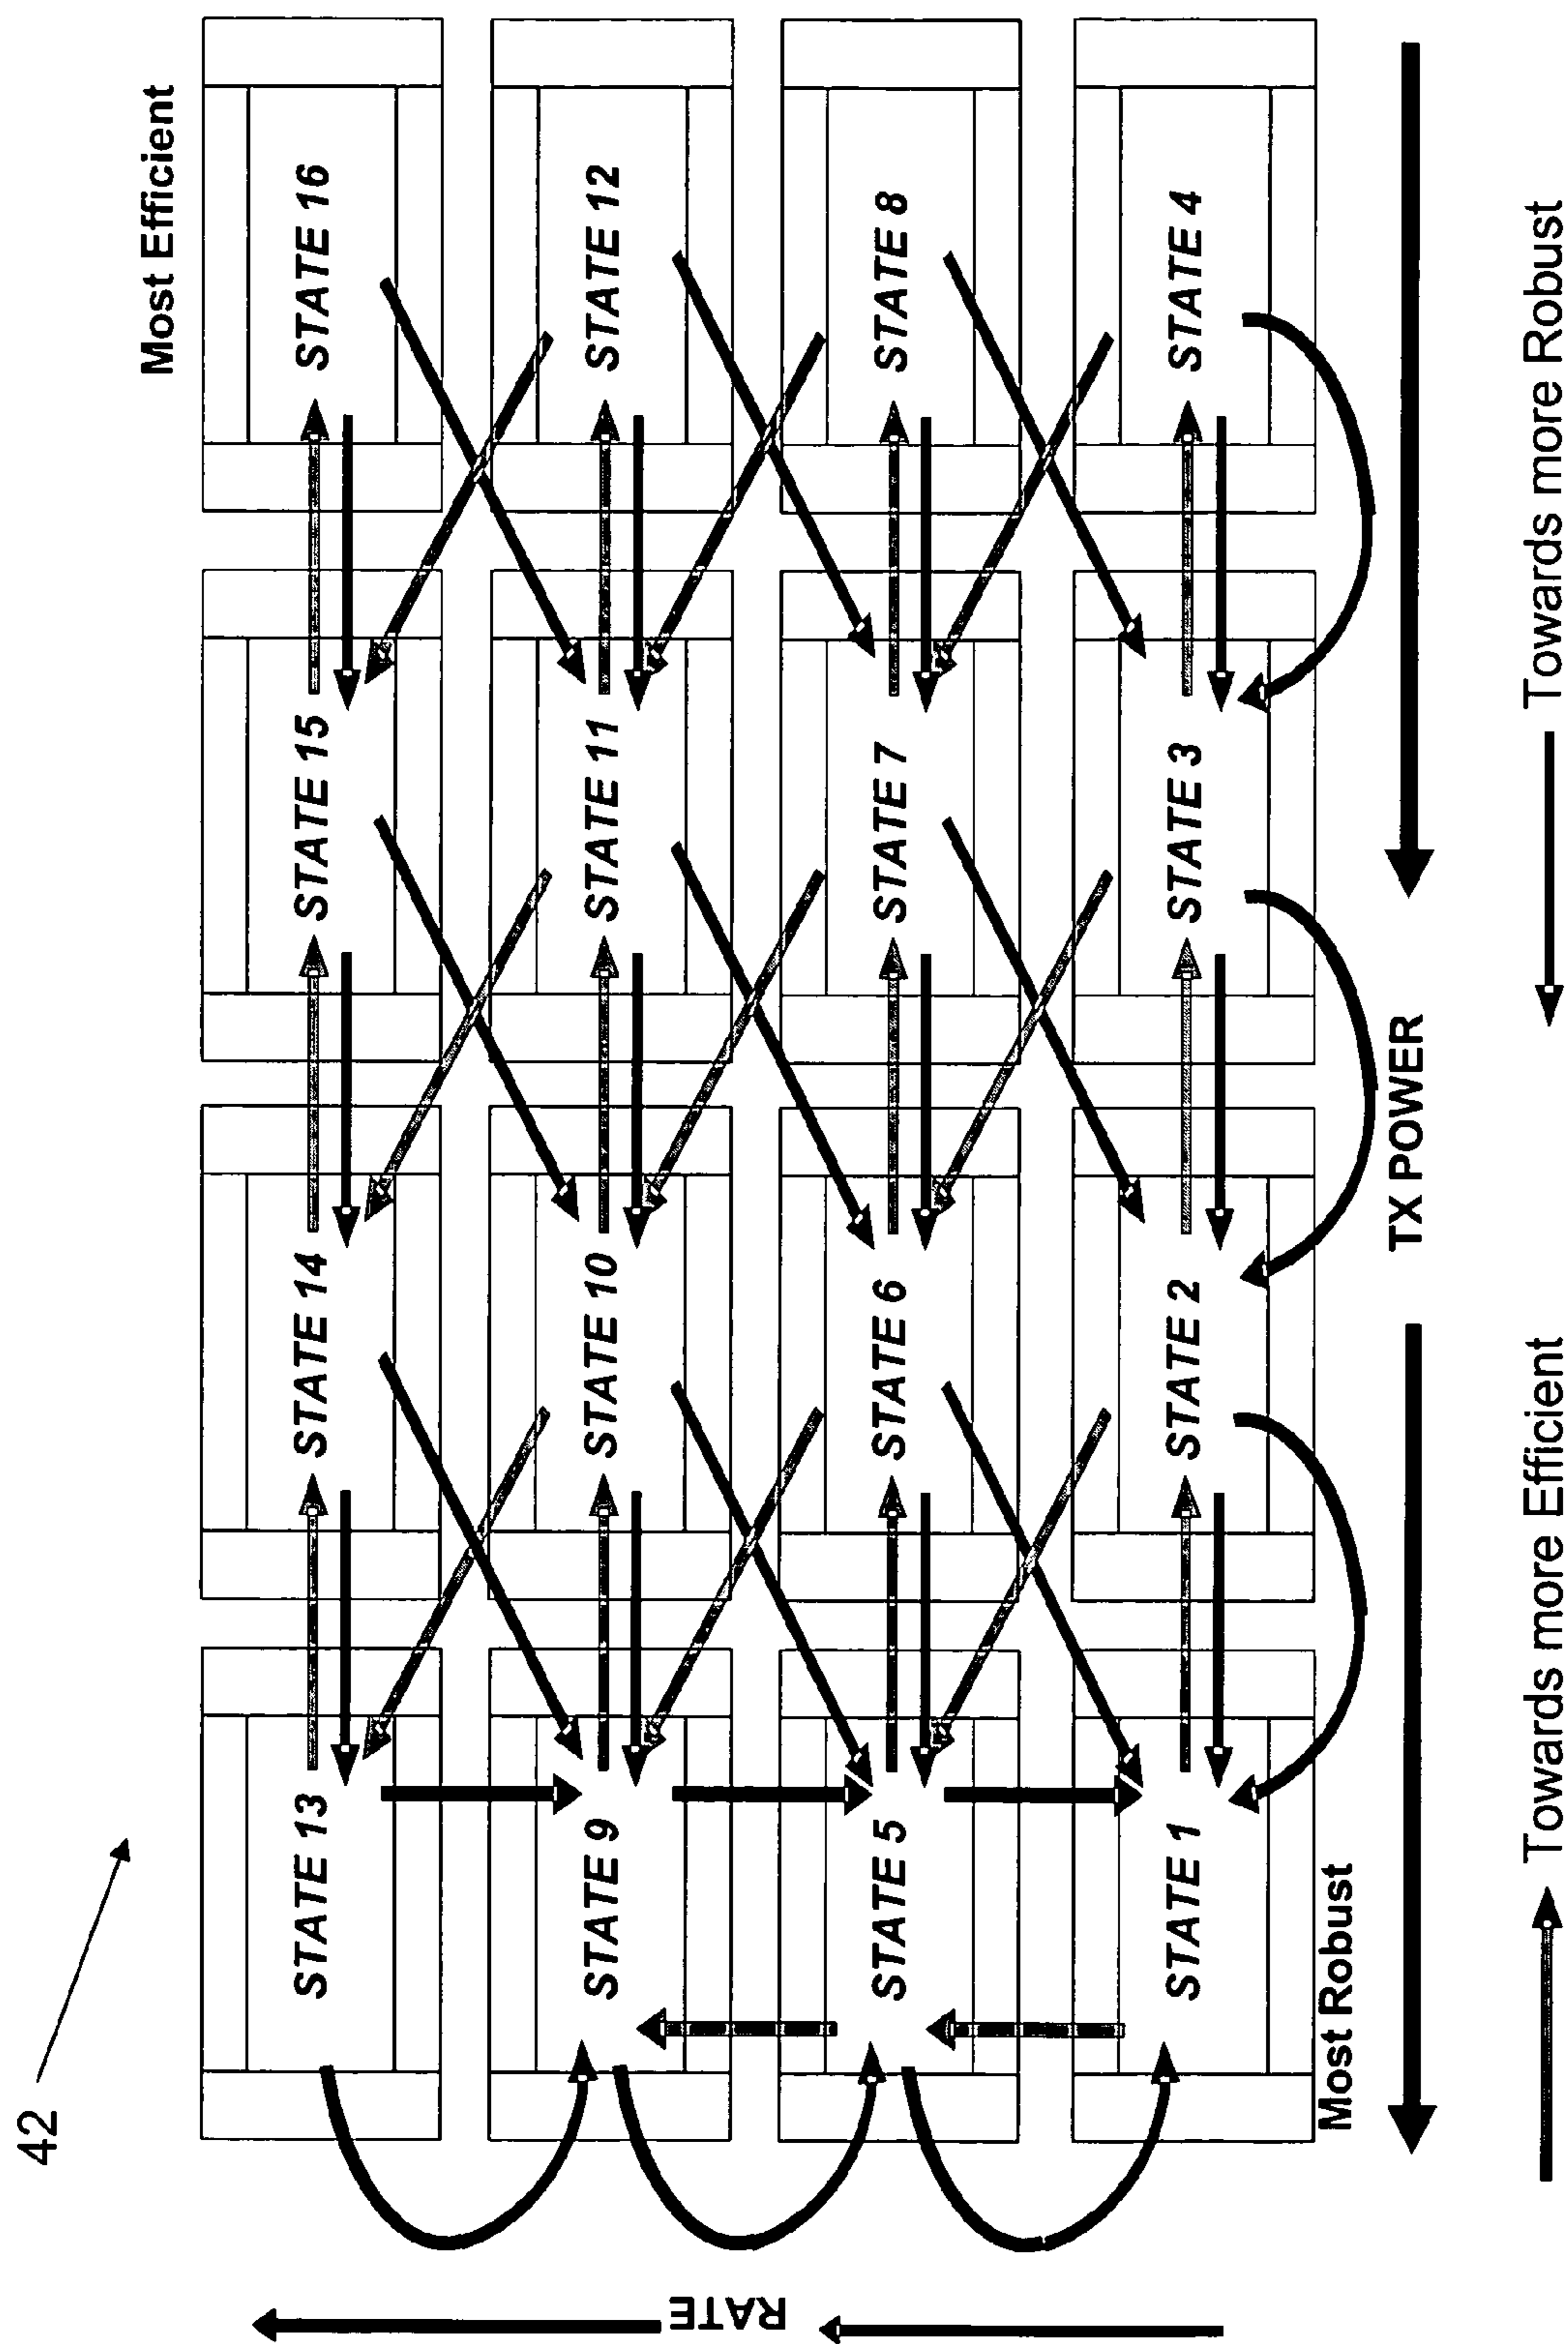 42
Most Efficient
STATE 13
STATE 14
STATE 15
STATE 16
STATE 9
STATE 10
STATE 11
STATE 12
STATE 5
STATE 6
STATE 7
STATE 8
STATE 1
STATE 2
STATE 3
STATE 4
RATE
Most Robust
TX POWER
Towards more Efficient
Towards more Robust